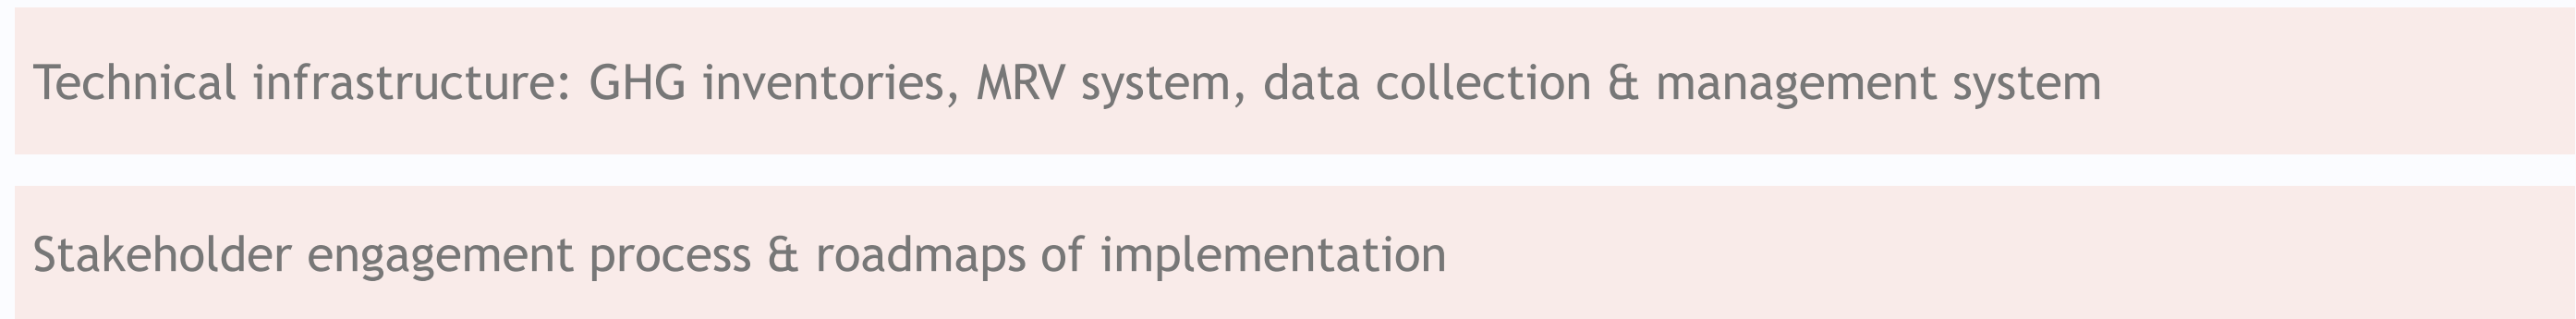 Technical infrastructure: GHG inventories, MRV system, data collection & management system
Stakeholder engagement process & roadmaps of implementation